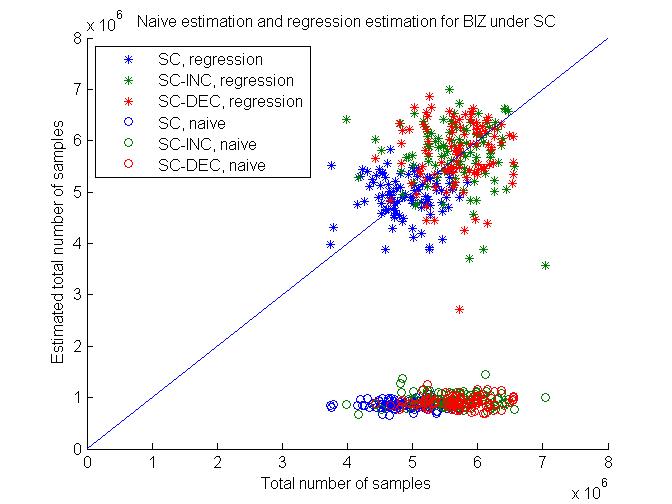 Naive estimation and regression estimation for BIZ under SC
x 10^6
8
7
6
5
4
3
2
1
0
Estimated total number of samples
SC, regression
SC-INC, regression
SC-DEC, regression
SC, naive
SC-INC, naive
SC-DEC, naive
0 1 2 3 4 5 6 7 8
Total number of samples
x 10^6